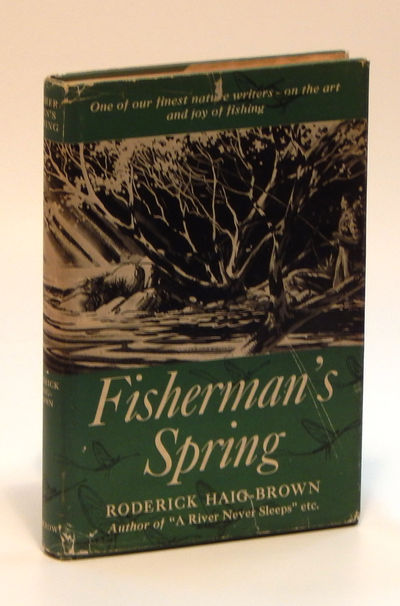 One of our finest nature writers - on the art
and joy of fishing
Fisherman's
Spring
RODERICK HAIG-BROWN
Author of "A River Never Sleeps" etc.